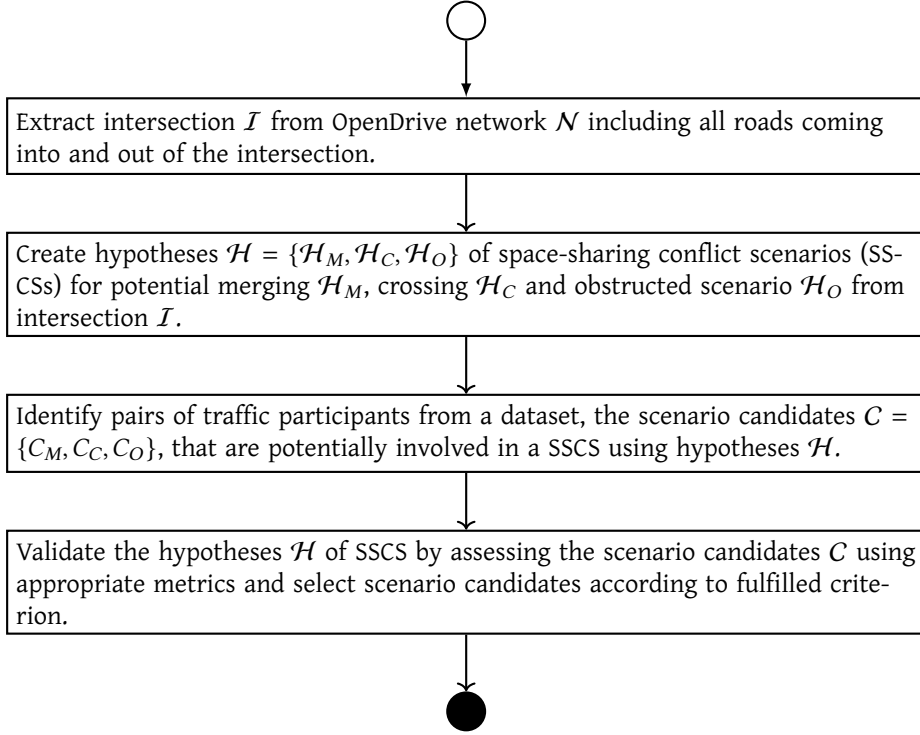 Extract intersection ℐ from OpenDrive network 𝒩 including all roads coming
into and out of the intersection.
Create hypotheses ℋ = {ℋ_M, ℋ_C, ℋ_O} of space-sharing conflict scenarios (SS-
CSs) for potential merging ℋ_M, crossing ℋ_C and obstructed scenario ℋ_O from
intersection ℐ.
Identify pairs of traffic participants from a dataset, the scenario candidates 𝒞 =
{C_M, C_C, C_O}, that are potentially involved in a SSCS using hypotheses ℋ.
Validate the hypotheses ℋ of SSCS by assessing the scenario candidates 𝒞 using
appropriate metrics and select scenario candidates according to fulfilled crite-
rion.